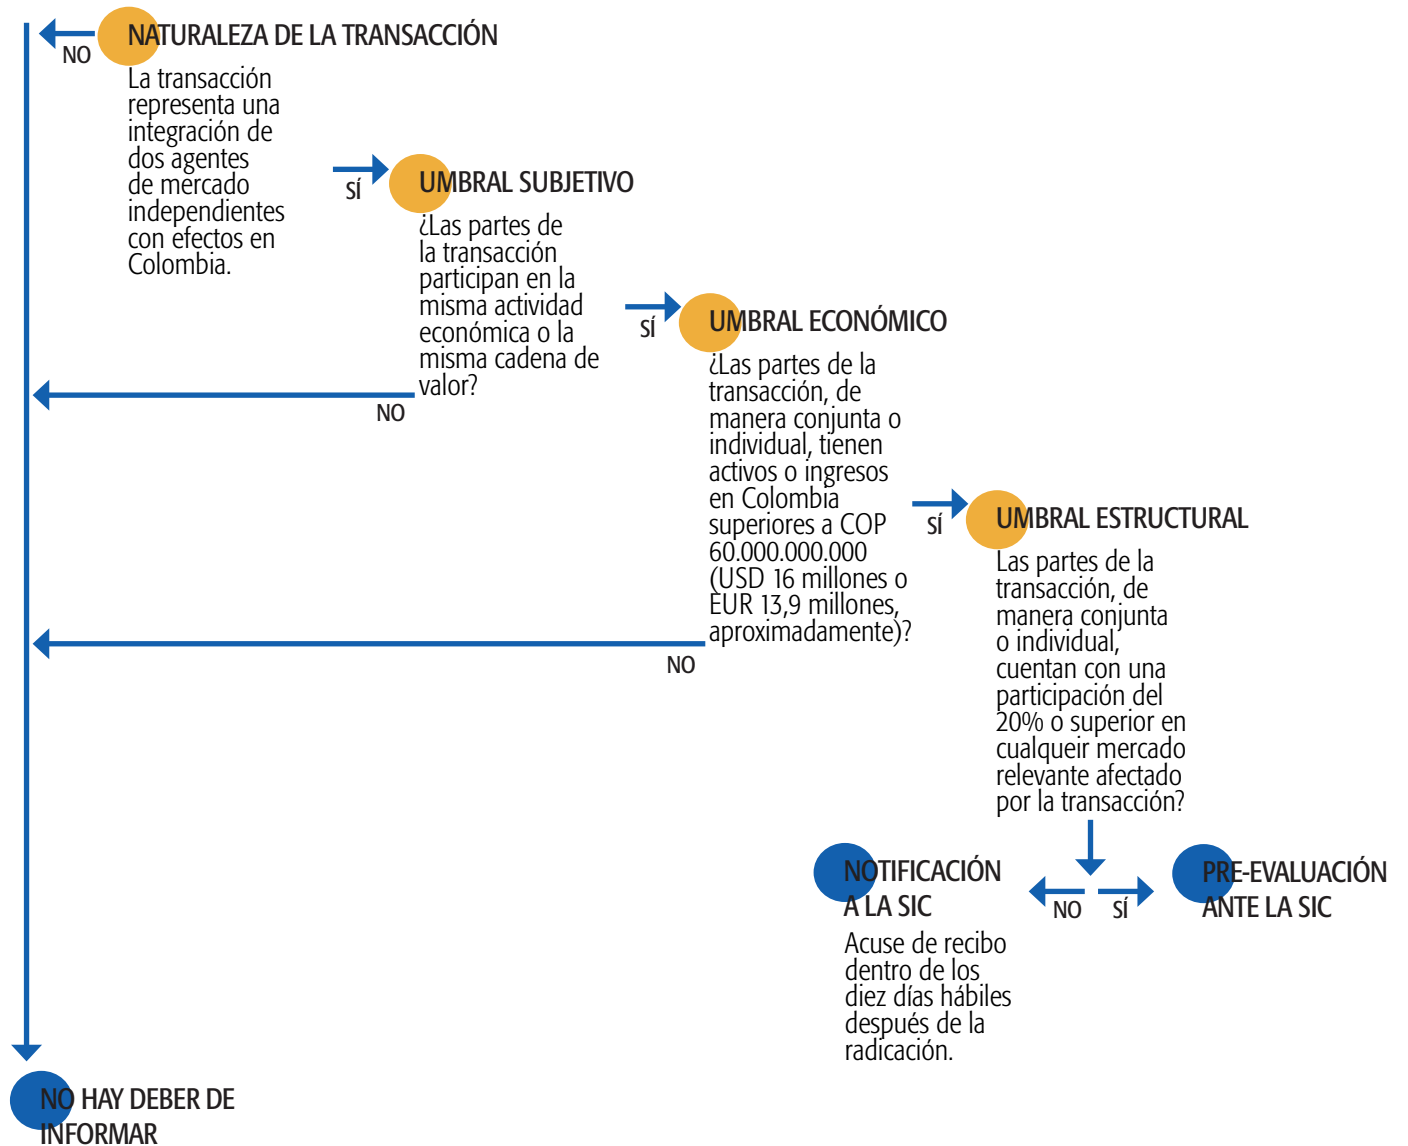 NO
NATURALEZA DE LA TRANSACCIÓN
La transacción
representa una
integración de
dos agentes
de mercado
independientes
con efectos en
Colombia.
SÍ
UMBRAL SUBJETIVO
¿Las partes de
la transacción
participan en la
misma actividad
económica o la
misma cadena de
valor?
NO
SÍ
UMBRAL ECONÓMICO
¿Las partes de la
transacción, de
manera conjunta o
individual, tienen
activos o ingresos
en Colombia
superiores a COP
60.000.000.000
(USD 16 millones o
EUR 13,9 millones,
aproximadamente)?
NO
SÍ
UMBRAL ESTRUCTURAL
Las partes de la
transacción, de
manera conjunta
o individual,
cuentan con una
participación del
20% o superior en
cualqueir mercado
relevante afectado
por la transacción?
NO
SÍ
NOTIFICACIÓN
A LA SIC
Acuse de recibo
dentro de los
diez días hábiles
después de la
radicación.
PRE-EVALUACIÓN
ANTE LA SIC
NO HAY DEBER DE
INFORMAR